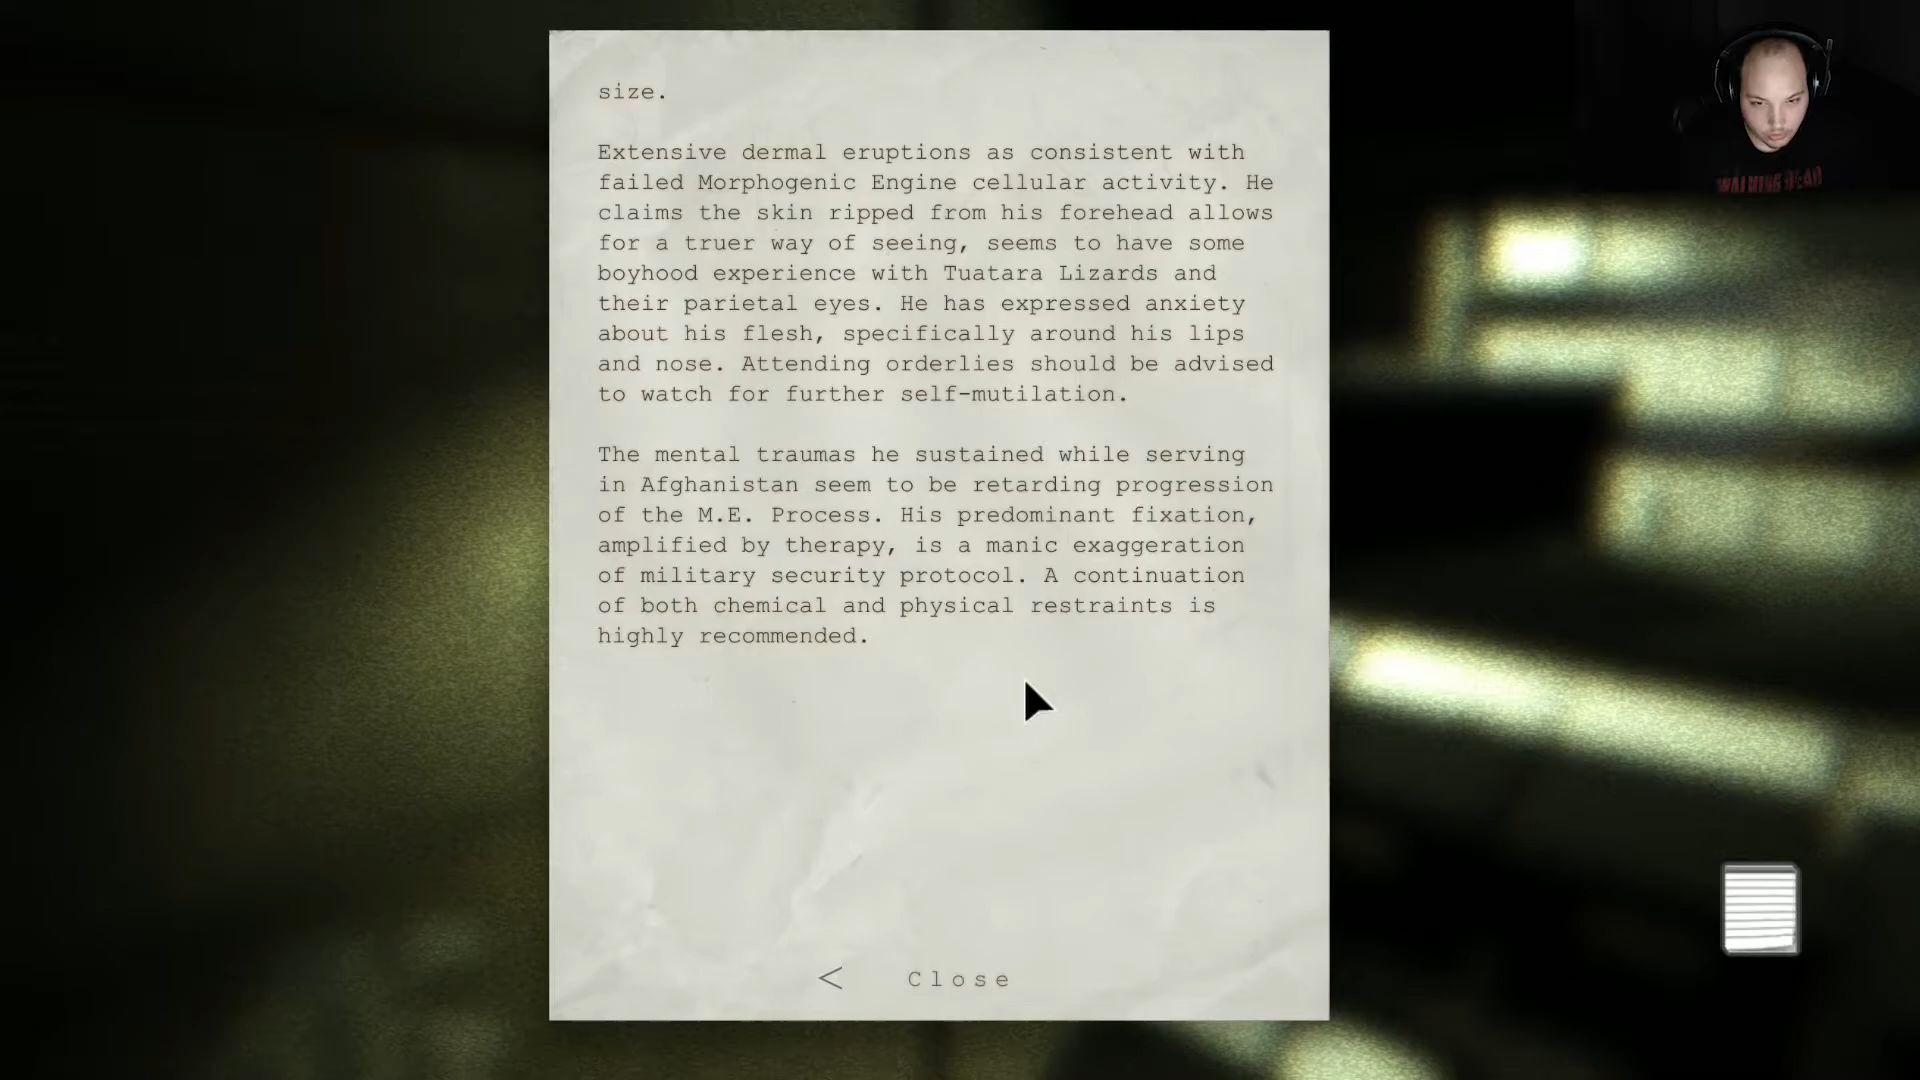 size.
Extensive dermal eruptions as consistent with
failed Morphogenic Engine cellular activity. He
claims the skin ripped from his forehead allows
for a truer way of seeing, seems to have some
boyhood experience with Tuatara Lizards and
their parietal eyes. He has expressed anxiety
about his flesh, specifically around his lips
and nose. Attending orderlies should be advised
to watch for further self-mutilation.
The mental traumas he sustained while serving
in Afghanistan seem to be retarding progression
of the M.E. Process. His predominant fixation,
amplified by therapy, is a manic exaggeration
of military security protocol. A continuation
of both chemical and physical restraints is
highly recommended.
< Close
WALKING DEAD